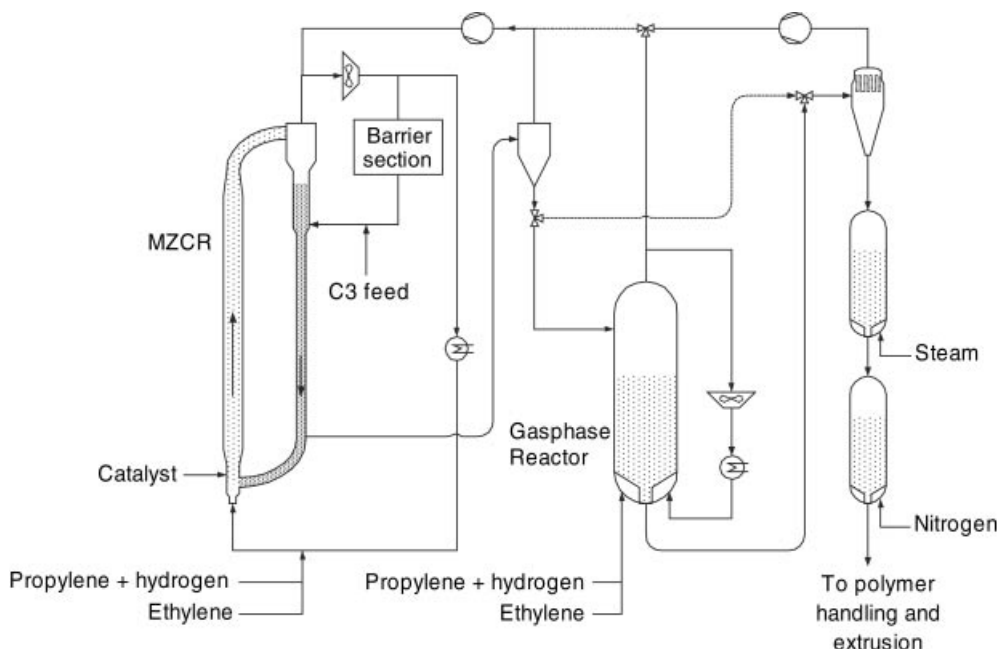 Barrier
section
MZCR
C3 feed
Steam
Gasphase
Reactor
Catalyst
Nitrogen
Propylene + hydrogen
Ethylene
Propylene + hydrogen
Ethylene
To polymer
handling and
extrusion